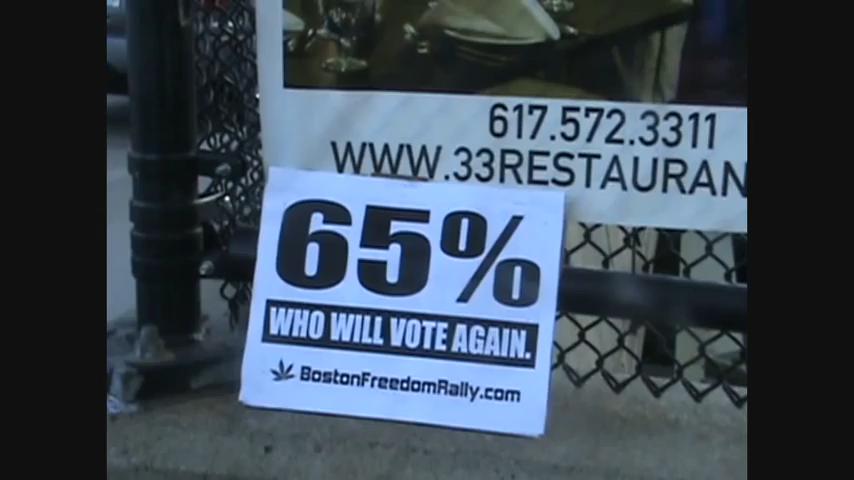 617.572.3311
WWW.33RESTAURAN
65%
WHO WILL VOTE AGAIN.
BostonFreedomRally.com